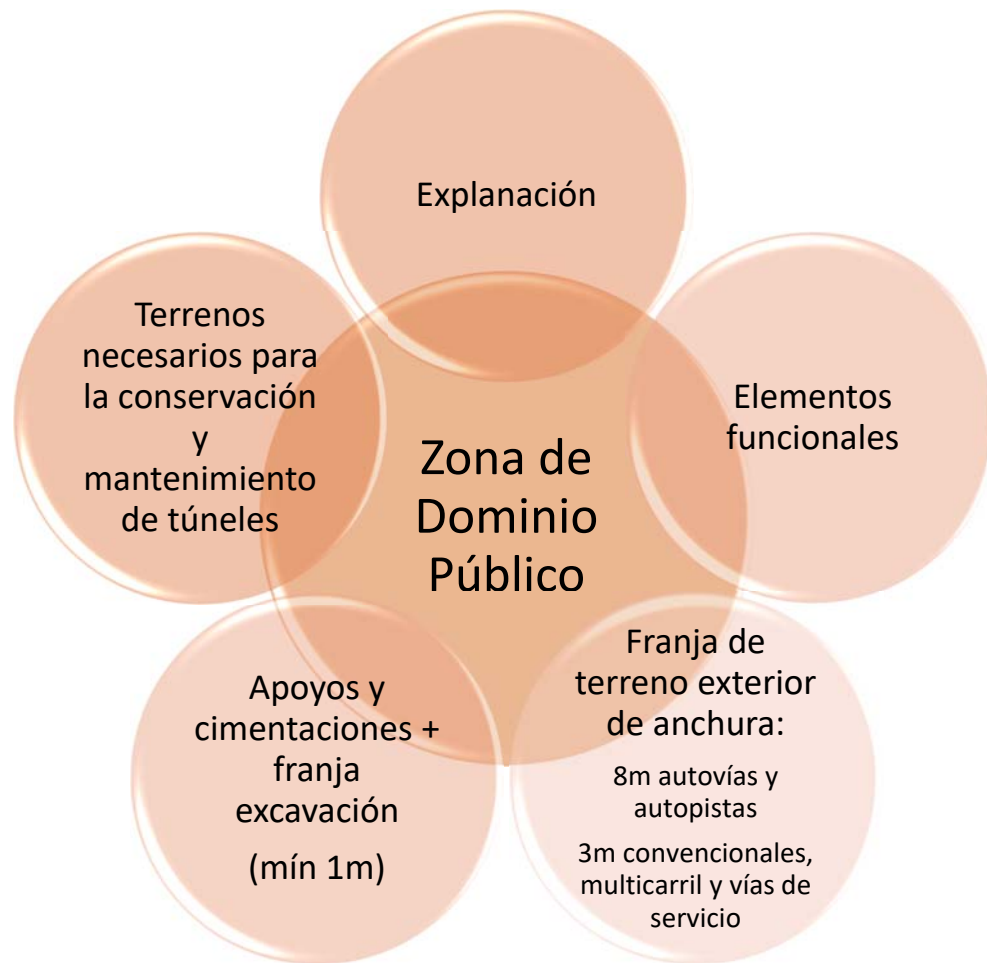 Explanación
Terrenos
necesarios para
la conservación
y
mantenimiento
de túneles
Elementos
funcionales
Zona de
Dominio
Público
Apoyos y
cimentaciones +
franja
excavación
(mín 1m)
Franja de
terreno exterior
de anchura:
8m autovías y
autopistas
3m convencionales,
multicarril y vías de
servicio